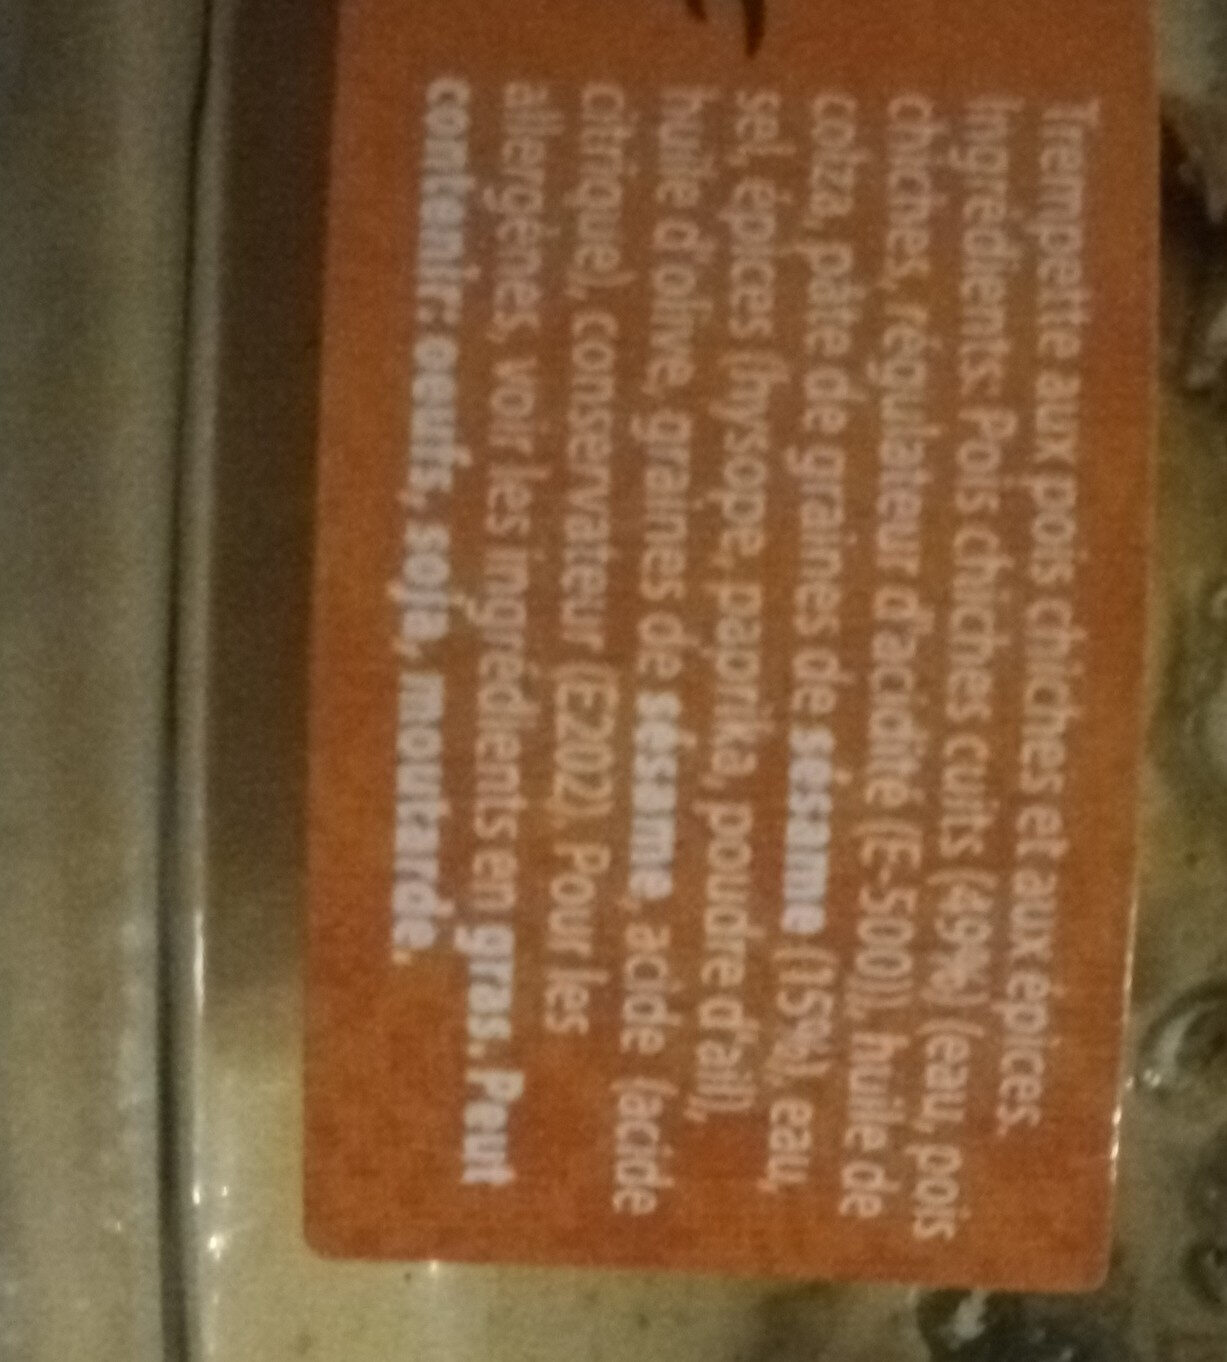 Trempette aux pois chiches et aux épices.
Ingrédients: Pois chiches cuits (49%) (eau, pois
chiches, régulateur d'acidité (E-500)), huile de
colza, pâte de graines de sésame (15%), eau,
sel, épices (hysope, paprika, poudre d'ail),
huile d'olive, graines de sésame, acide (acide
citrique), conservateur (E202). Pour les
allergènes, voir les ingrédients en gras. Peut
contenir: oeufs, soja, moutarde.